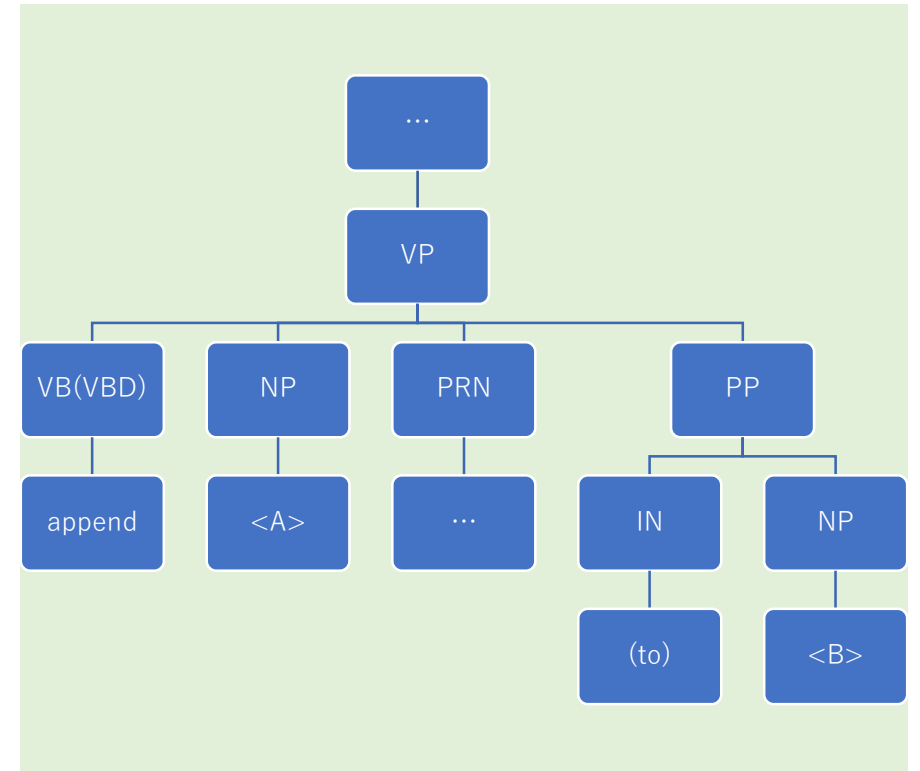 …
VP
VB(VBD)
NP
PRN
PP
append
<A>
…
IN
NP
(to)
<B>